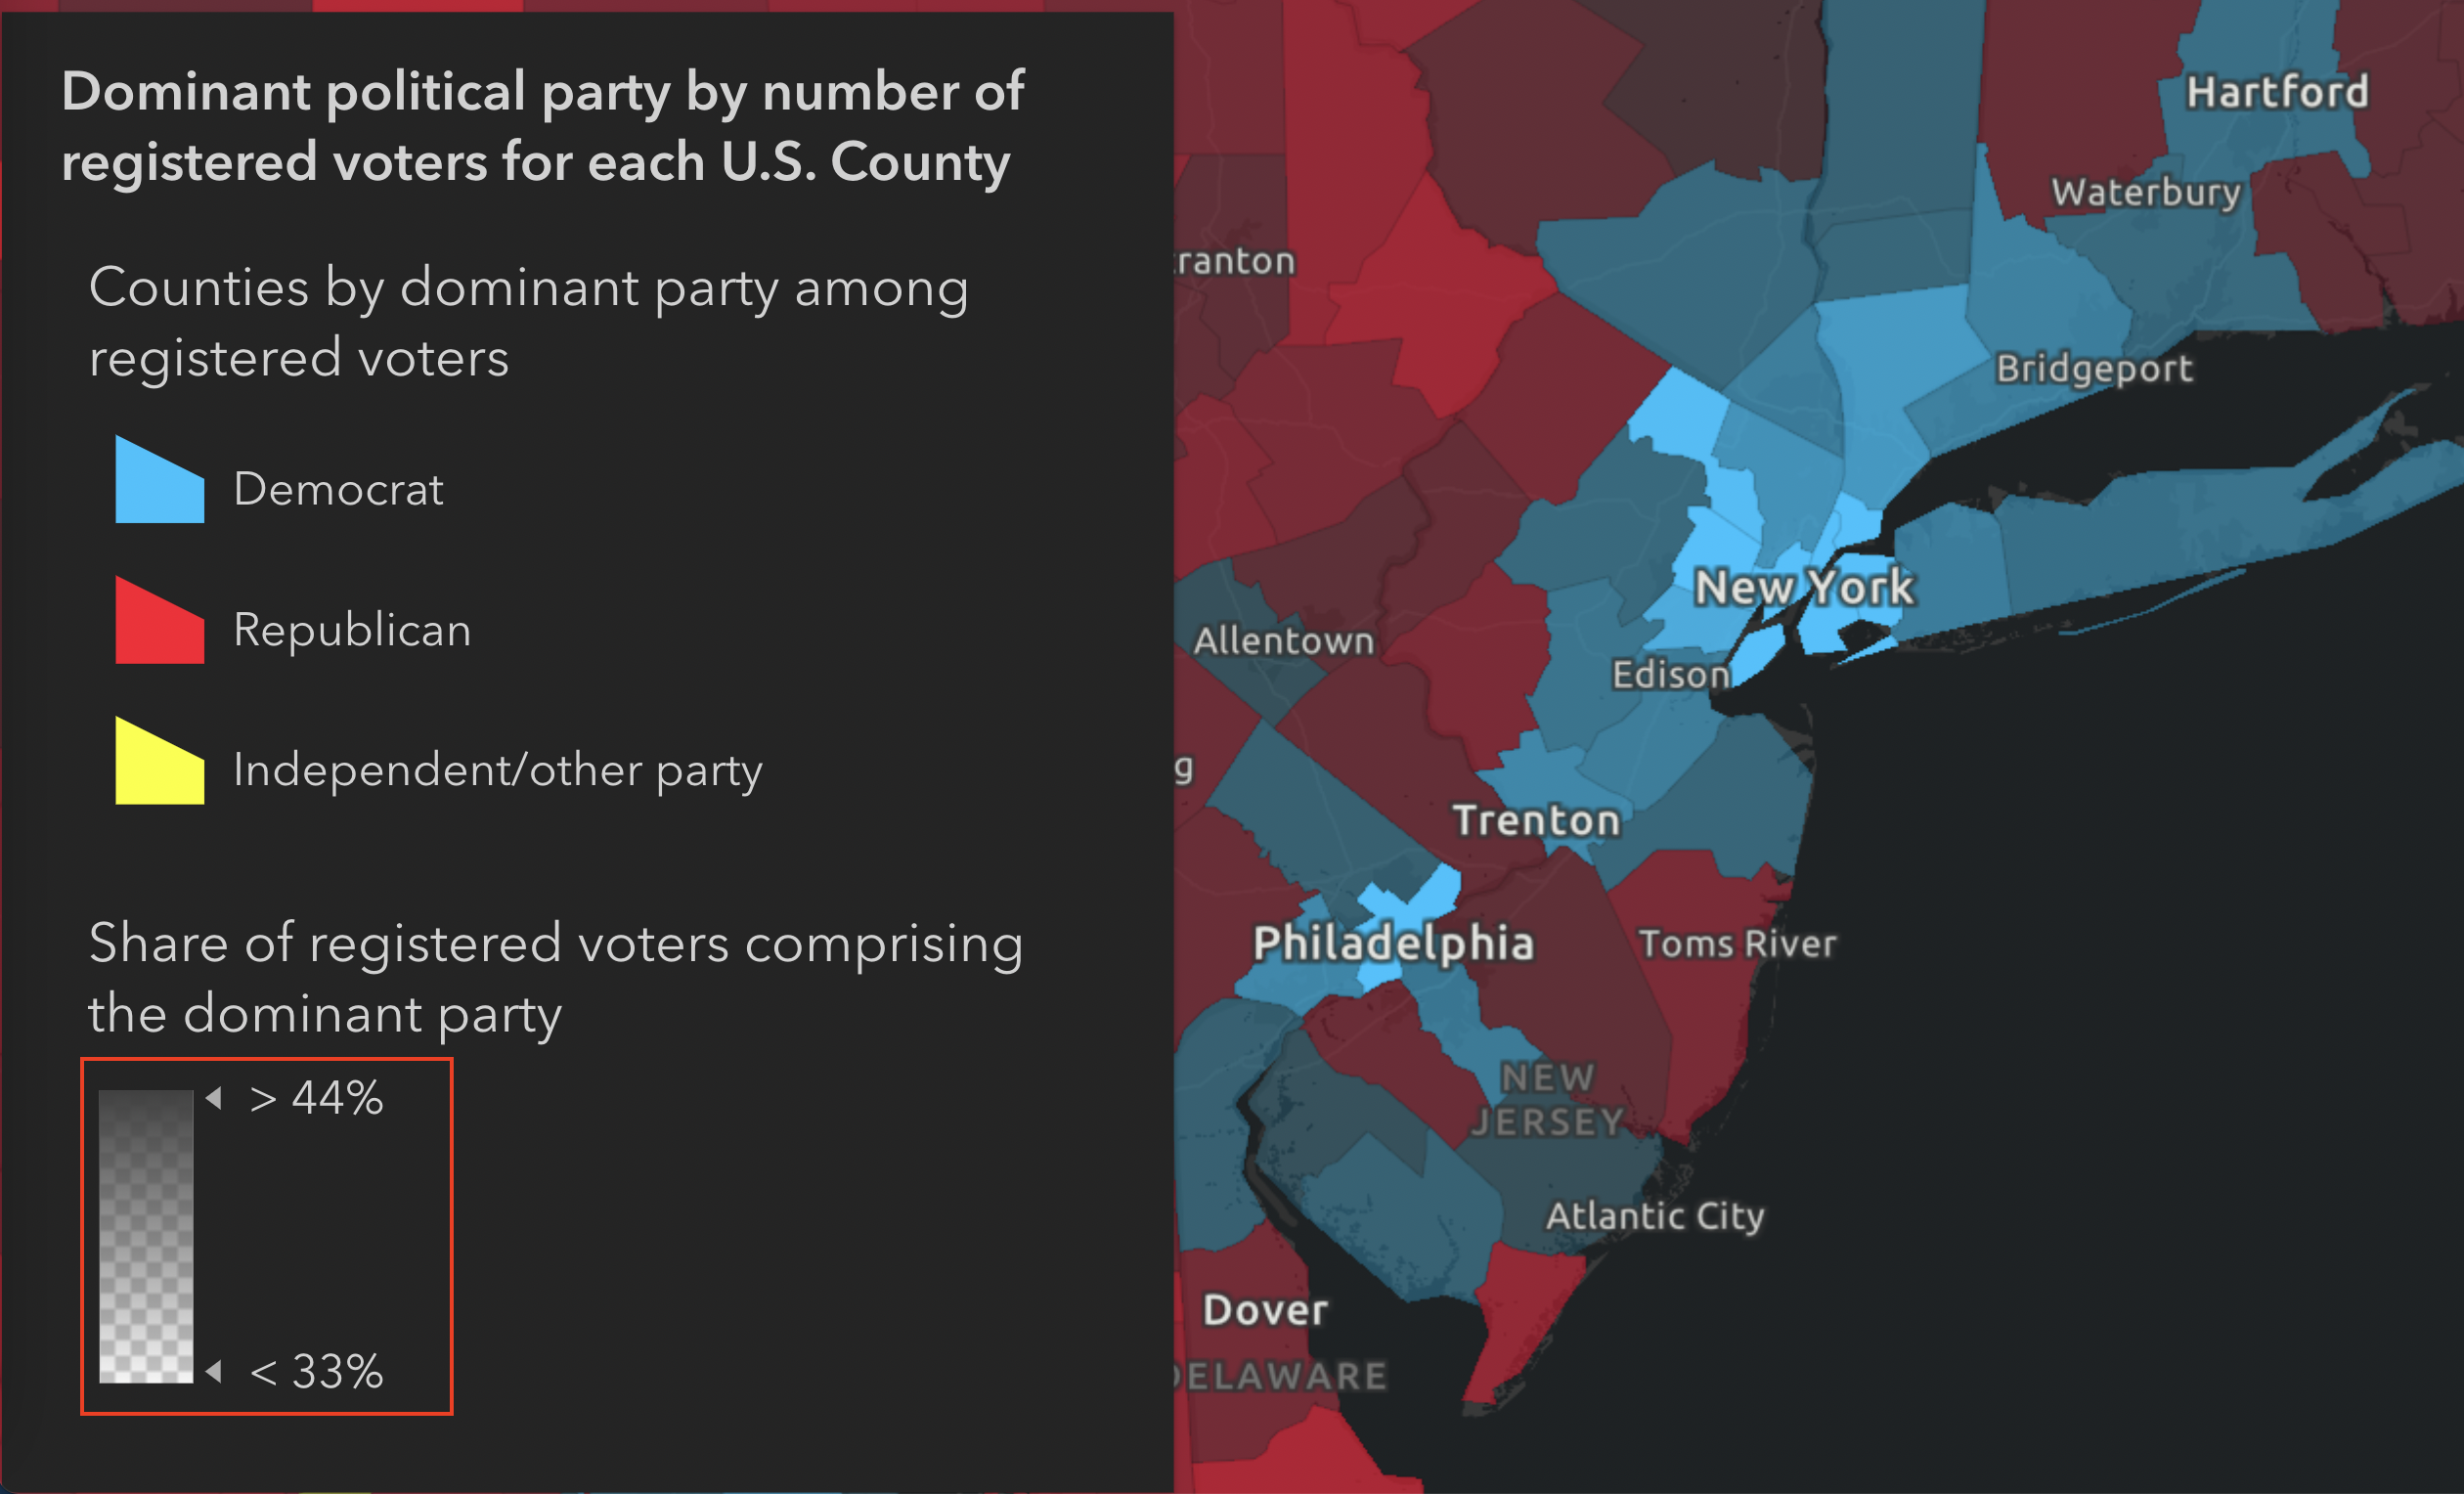 Dominant political party by number of
registered voters for each U.S. County
Counties by dominant party among
registered voters
Democrat
Republican
Independent/other party
Share of registered voters comprising
the dominant party
> 44%
< 33%
Hartford
Waterbury
ranton
Bridgeport
New York
Allentown
Edison
g
Trenton
Philadelphia
Toms River
NEW
JERSEY
Atlantic City
Dover
DELAWARE